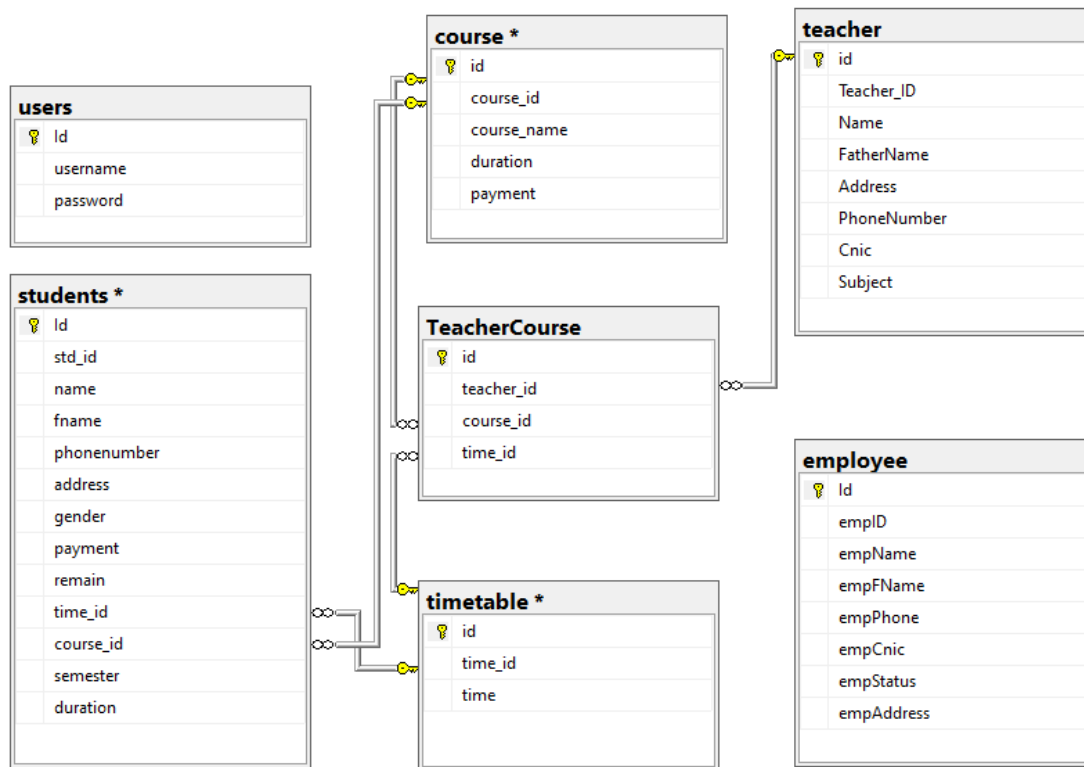 users
Id
username
password
students *
Id
std_id
name
fname
phonenumber
address
gender
payment
remain
time_id
course_id
semester
duration
course *
id
course_id
course_name
duration
payment
TeacherCourse
id
teacher_id
course_id
time_id
timetable *
id
time_id
time
teacher
id
Teacher_ID
Name
FatherName
Address
PhoneNumber
Cnic
Subject
employee
Id
empID
empName
empFName
empPhone
empCnic
empStatus
empAddress